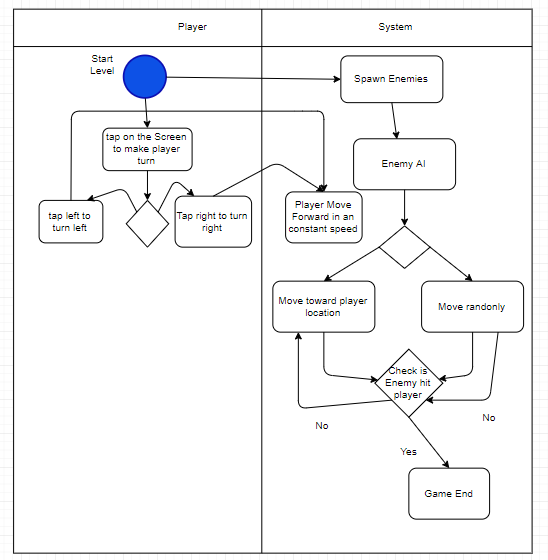 Player
System
Start
Level
Spawn Enemies
tap on the Screen
to make player
turn
Enemy AI
tap left to
turn left
Tap right to turn
right
Player Move
Forward in an
constant speed
Move toward player
location
Move randonly
Check is
Enemy hit
player
No
No
Yes
Game End